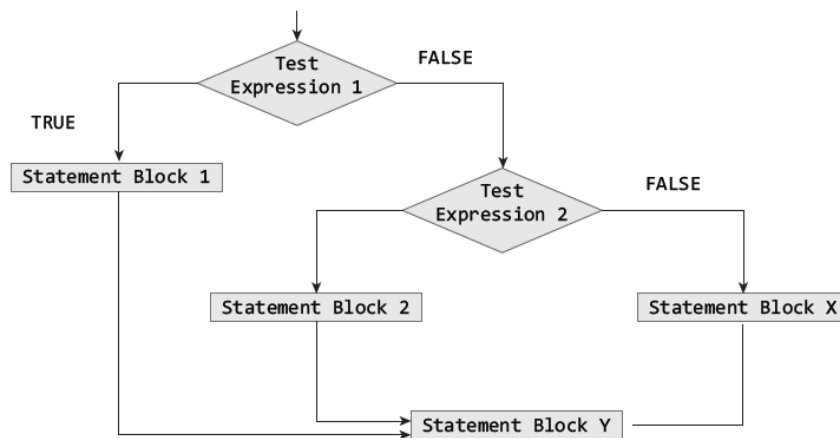 Test
Expression 1
FALSE
TRUE
Statement Block 1
Test
Expression 2
FALSE
Statement Block 2
Statement Block X
Statement Block Y